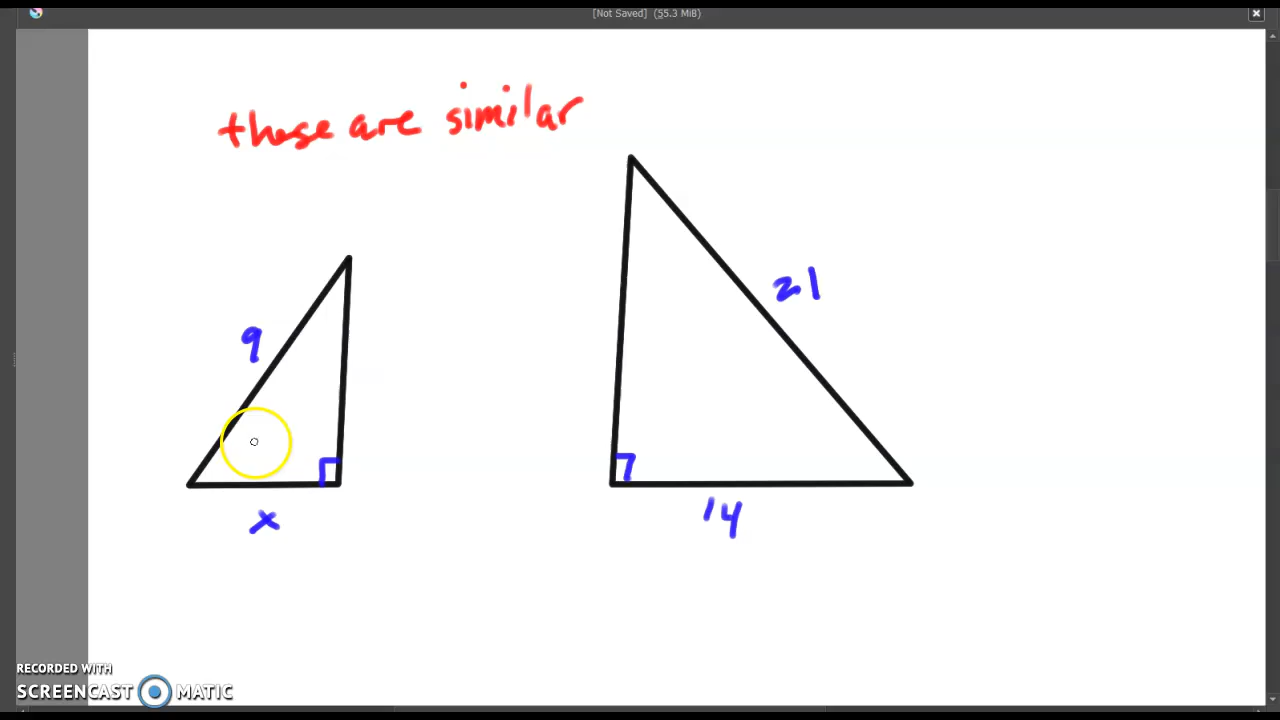 [Not Saved] (55.3 MiB)
these are similar
9
21
x
14
RECORDED WITH
SCREENCAST MATIC